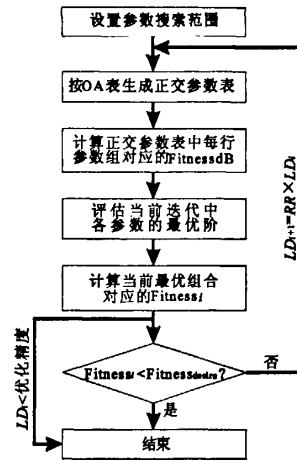 设置参数搜索范围
按OA表生成正交参数表
计算正交参数表中每行
参数组对应的FitnessdB
评估当前迭代中
各参数的最优阶
计算当前最优组合
对应的Fitnessi
Fitnessi<Fitnessdesire?
是
否
结束
LDi<优化精度
LDi+1=RR×LDi